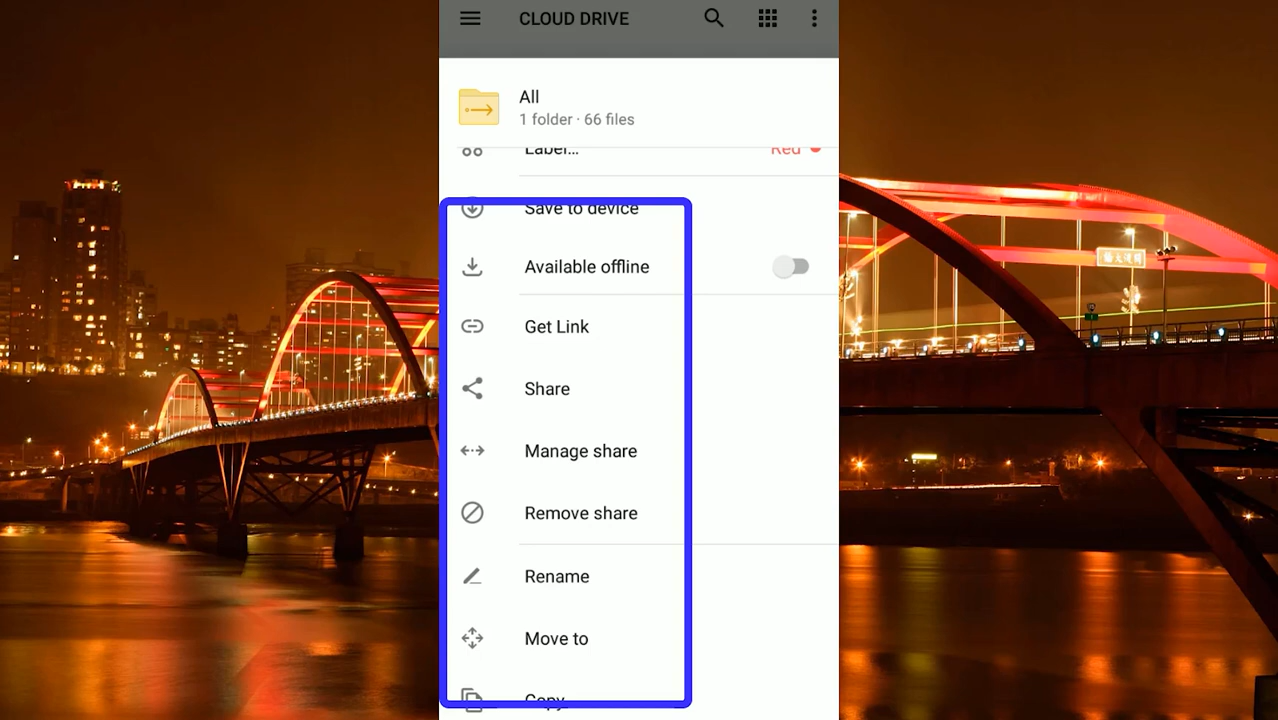 CLOUD DRIVE
All
1 folder · 66 files
Label... Red
Save to device
Available offline
Get Link
Share
Manage share
Remove share
Rename
Move to
Copy